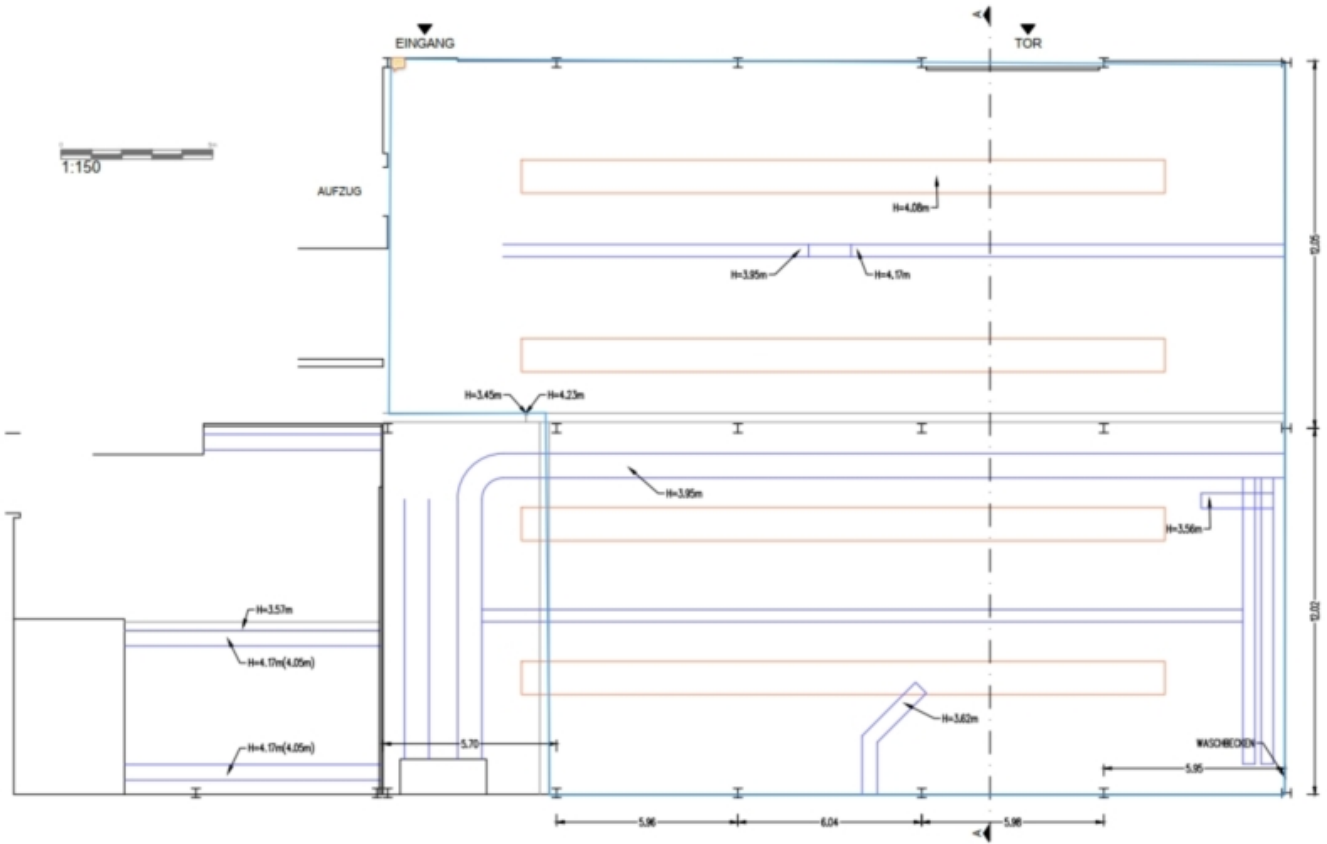 A
EINGANG
TOR
1:150
AUFZUG
H=4.08m
H=3.95m
H=4.17m
12.05
H=3.45m
H=4.23m
H=3.95m
H=3.56m
H=3.57m
12.02
H=4.17m(4.05m)
H=3.62m
5.70
WASCHBECKEN
H=4.17m(4.05m)
5.95
5.96
6.04
5.98
A